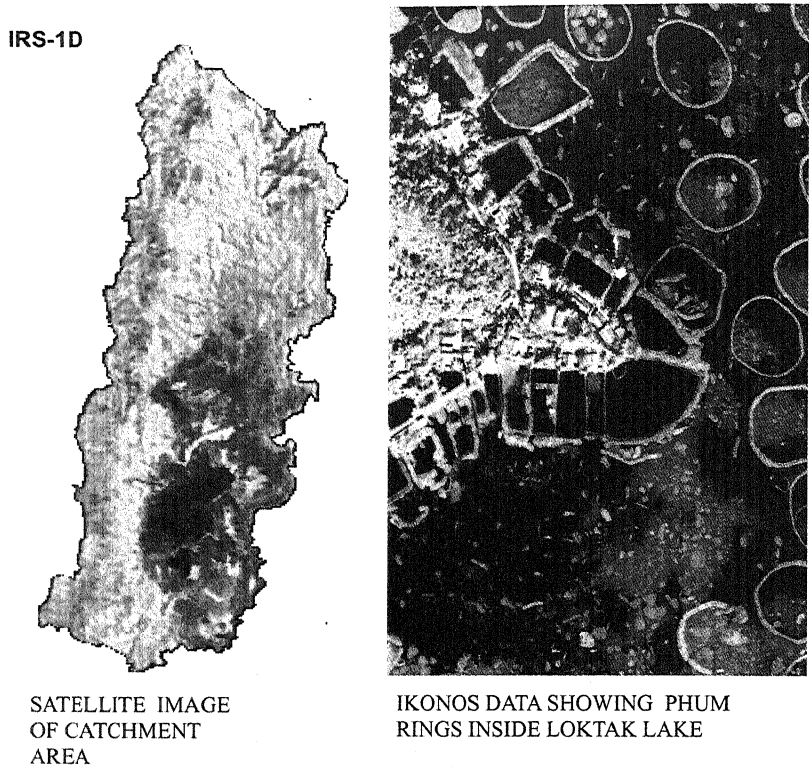 IRS-1D
SATELLITE IMAGE
OF CATCHMENT
AREA
IKONOS DATA SHOWING PHUM
RINGS INSIDE LOKTAK LAKE